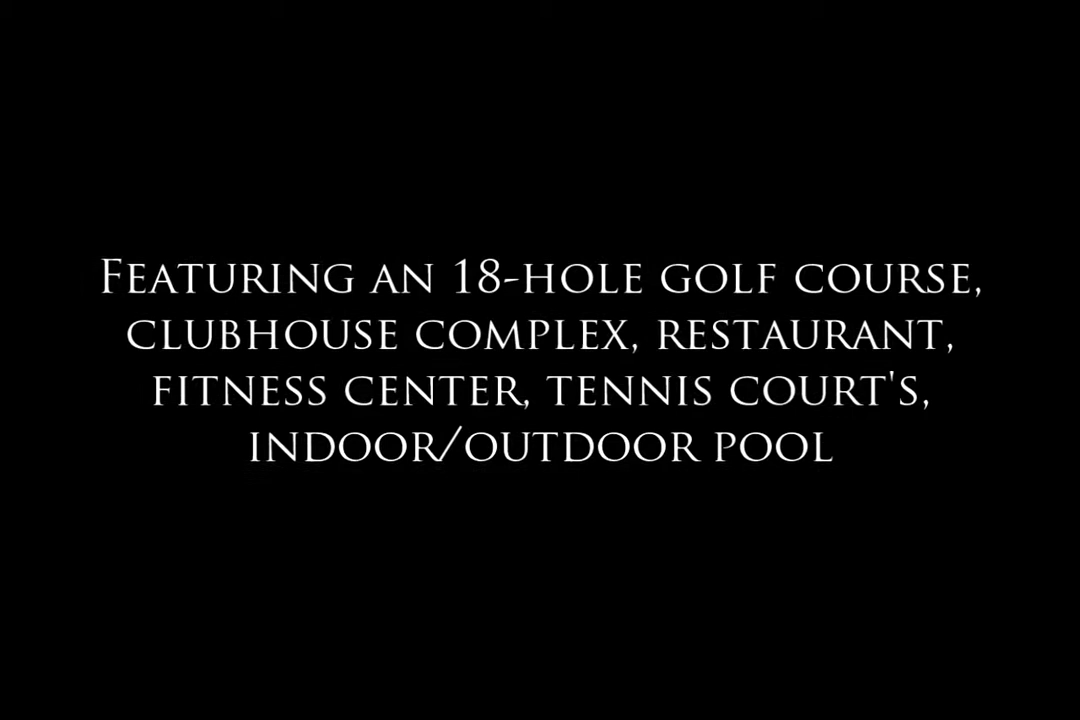 Featuring an 18-hole golf course,
clubhouse complex, restaurant,
fitness center, tennis court's,
indoor/outdoor pool